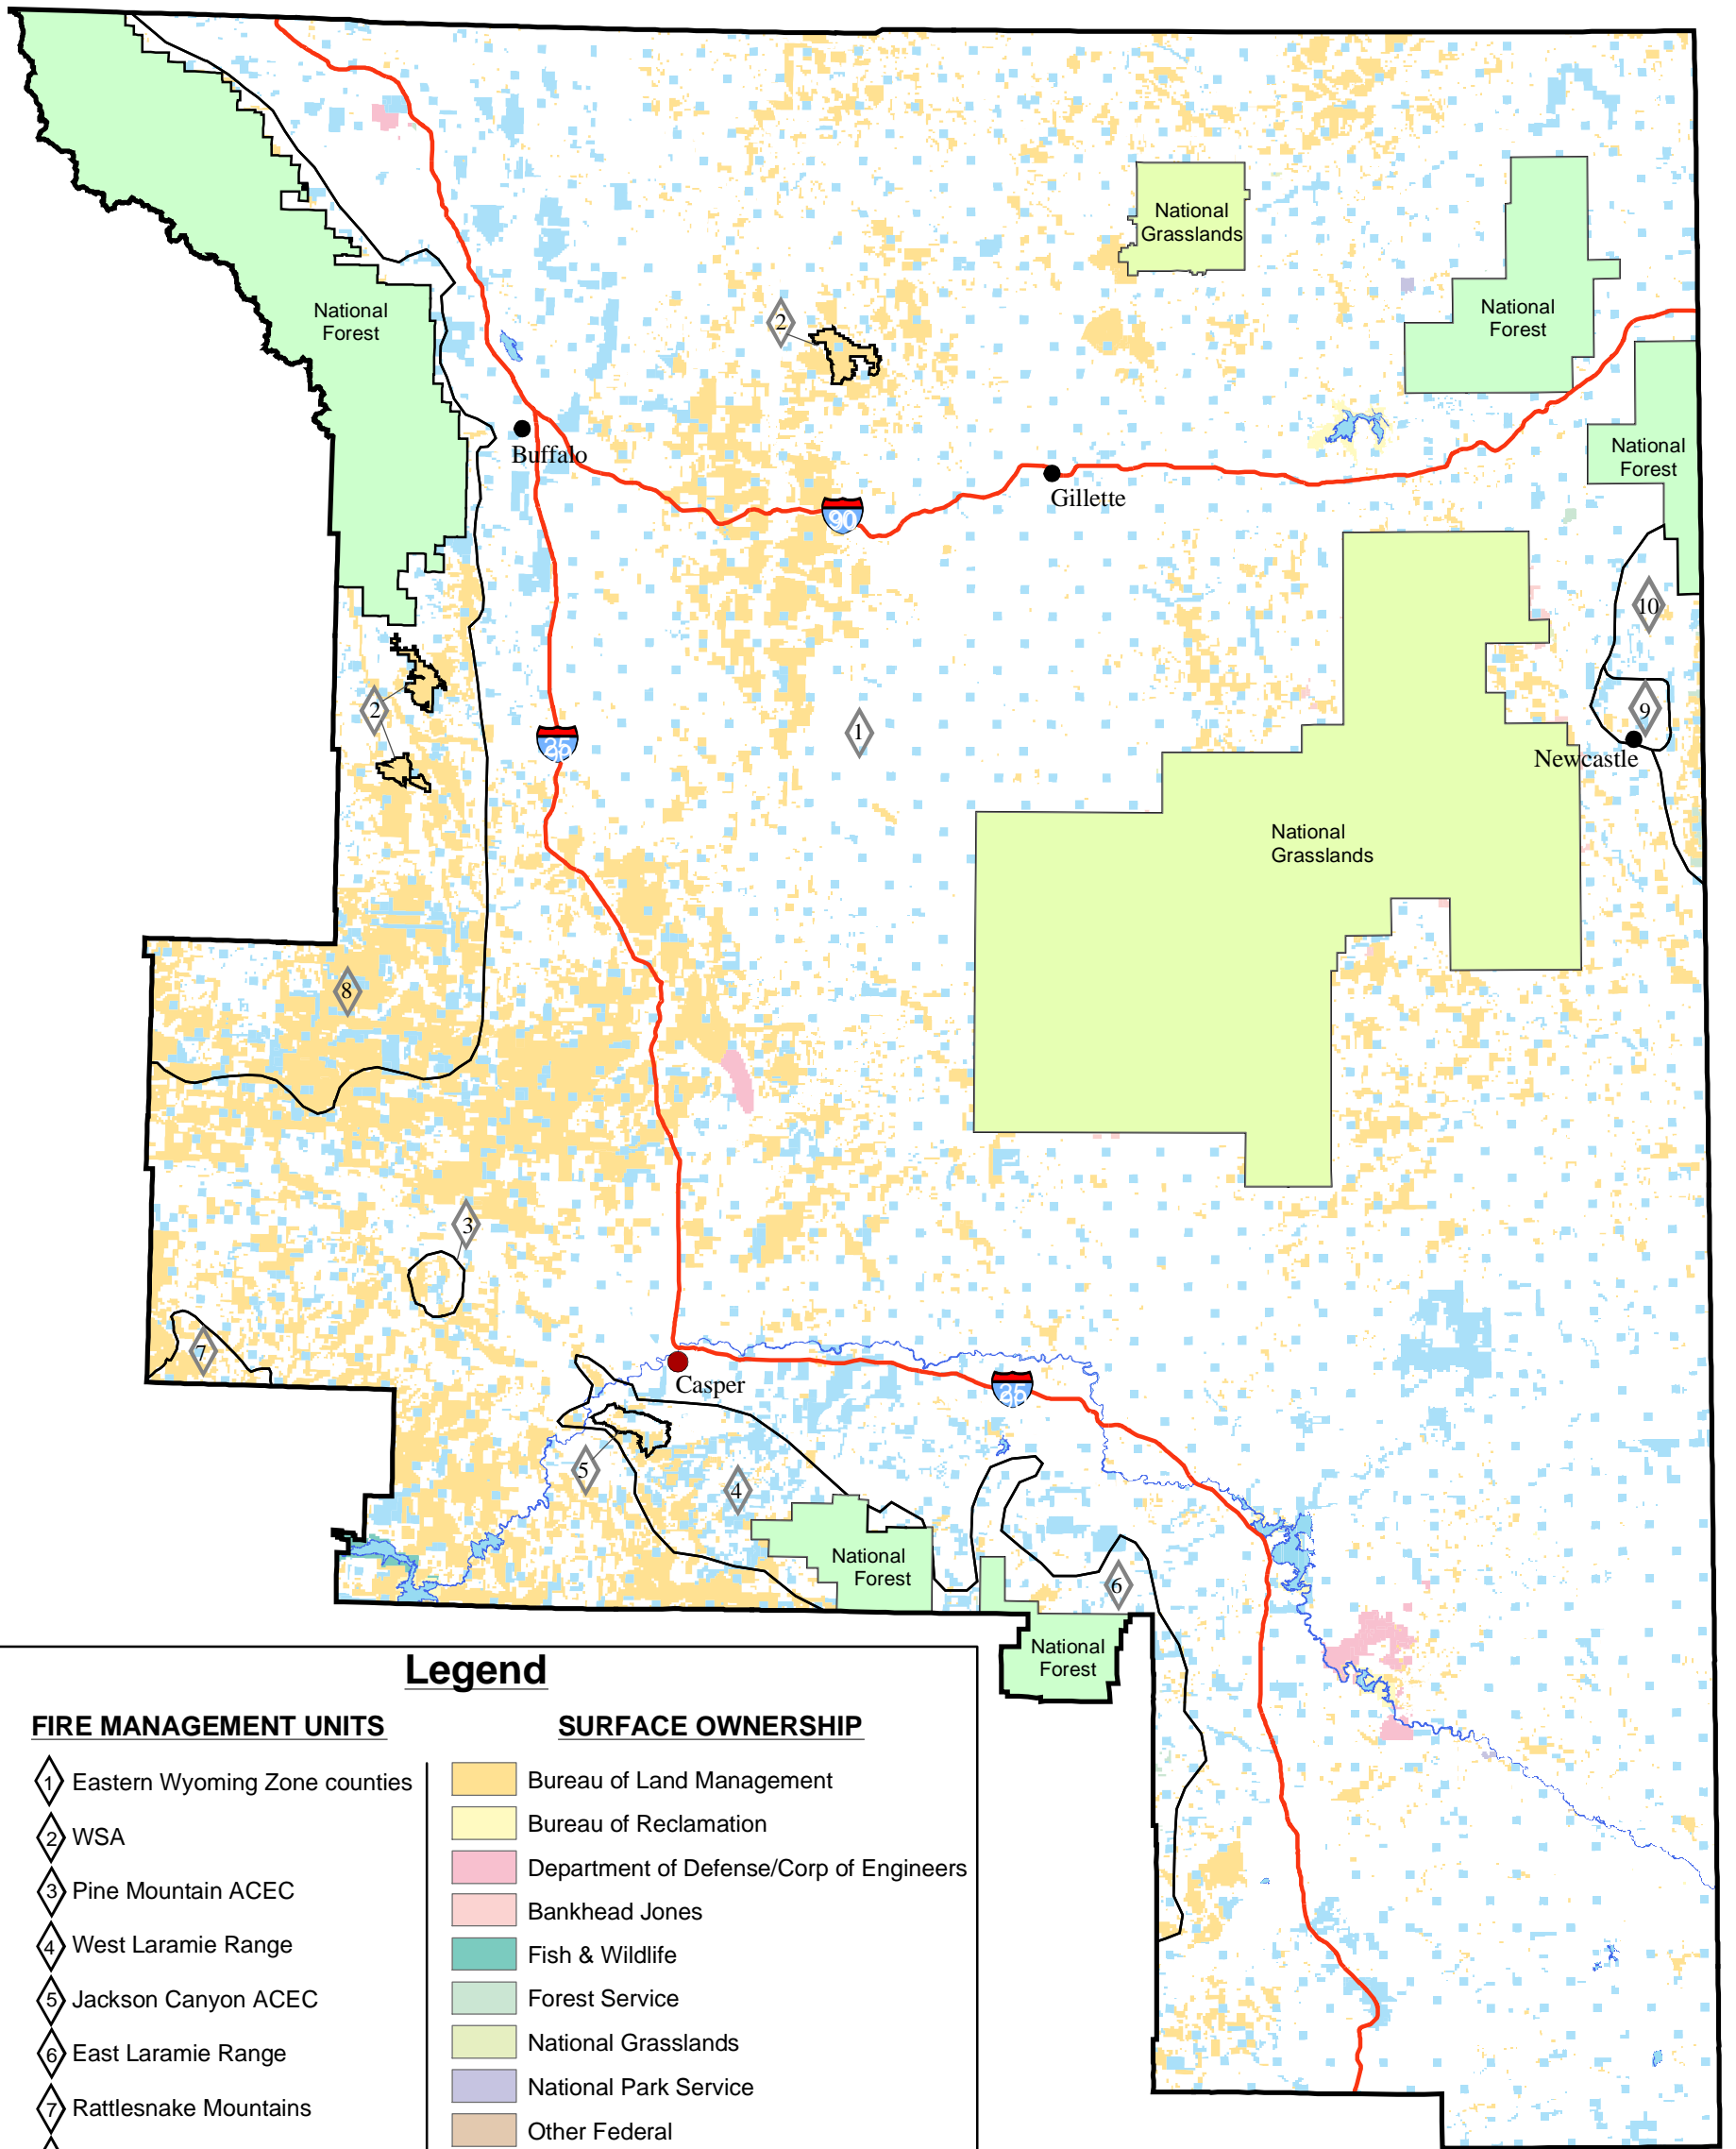 National
Grasslands
National
Forest
National
Forest
2
National
Forest
Buffalo
90
Gillette
10
2
9
1
25
Newcastle
National
Grasslands
8
3
7
Casper
25
5
4
National
Forest
6
National
Forest
Legend
FIRE MANAGEMENT UNITS
1 Eastern Wyoming Zone counties
2 WSA
3 Pine Mountain ACEC
4 West Laramie Range
5 Jackson Canyon ACEC
6 East Laramie Range
7 Rattlesnake Mountains
SURFACE OWNERSHIP
Bureau of Land Management
Bureau of Reclamation
Department of Defense/Corp of Engineers
Bankhead Jones
Fish & Wildlife
Forest Service
National Grasslands
National Park Service
Other Federal